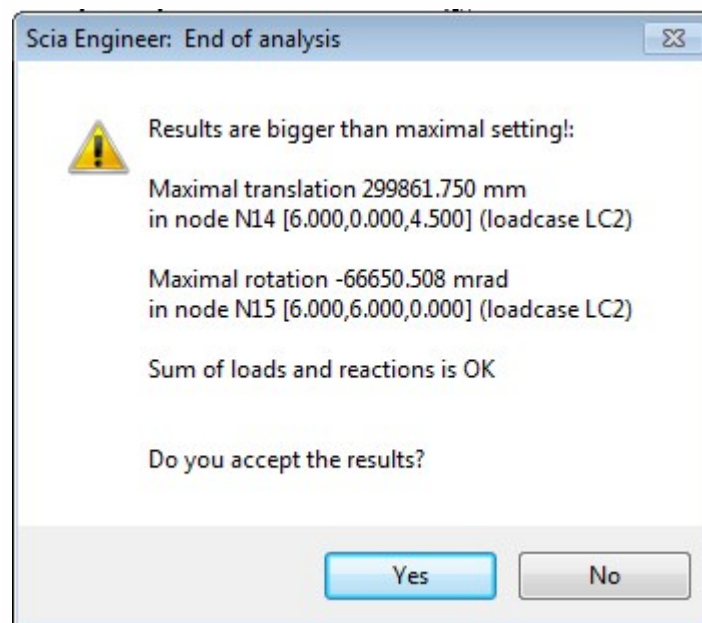 Scia Engineer: End of analysis
Results are bigger than maximal setting!:
Maximal translation 299861.750 mm
in node N14 [6.000,0.000,4.500] (loadcase LC2)
Maximal rotation -66650.508 mrad
in node N15 [6.000,6.000,0.000] (loadcase LC2)
Sum of loads and reactions is OK
Do you accept the results?
Yes
No